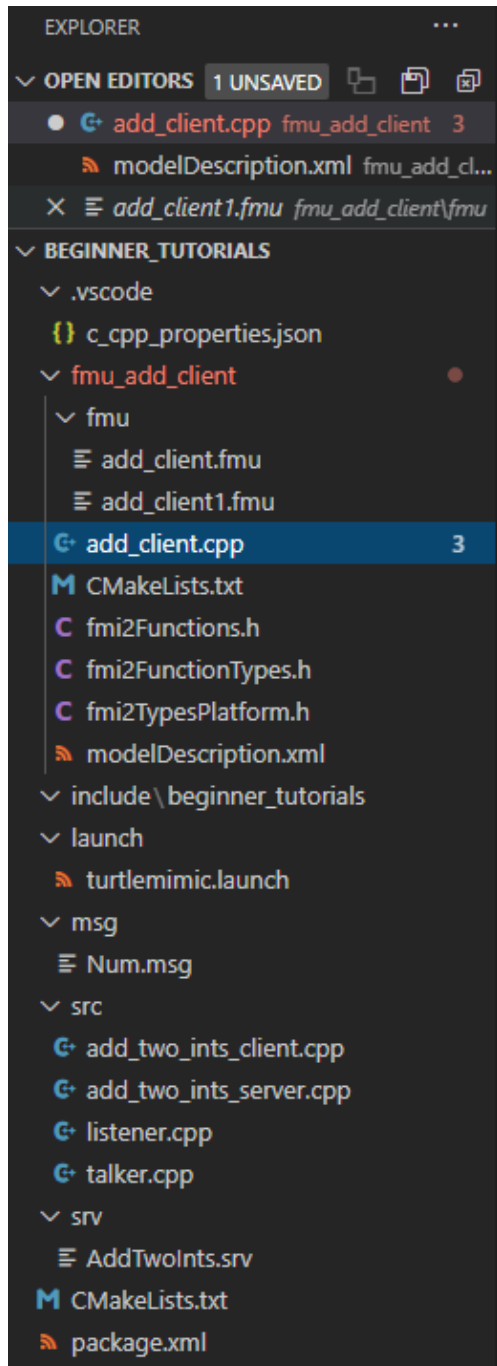 EXPLORER ...
OPEN EDITORS 1 UNSAVED
add_client.cpp fmu_add_client 3
modelDescription.xml fmu_add_cl...
add_client1.fmu fmu_add_client\fmu
BEGINNER_TUTORIALS
.vscode
{} c_cpp_properties.json
fmu_add_client
fmu
add_client.fmu
add_client1.fmu
add_client.cpp 3
M CMakeLists.txt
C fmi2Functions.h
C fmi2FunctionTypes.h
C fmi2TypesPlatform.h
modelDescription.xml
include\beginner_tutorials
launch
turtlemimic.launch
msg
Num.msg
src
add_two_ints_client.cpp
add_two_ints_server.cpp
listener.cpp
talker.cpp
srv
AddTwoInts.srv
M CMakeLists.txt
package.xml